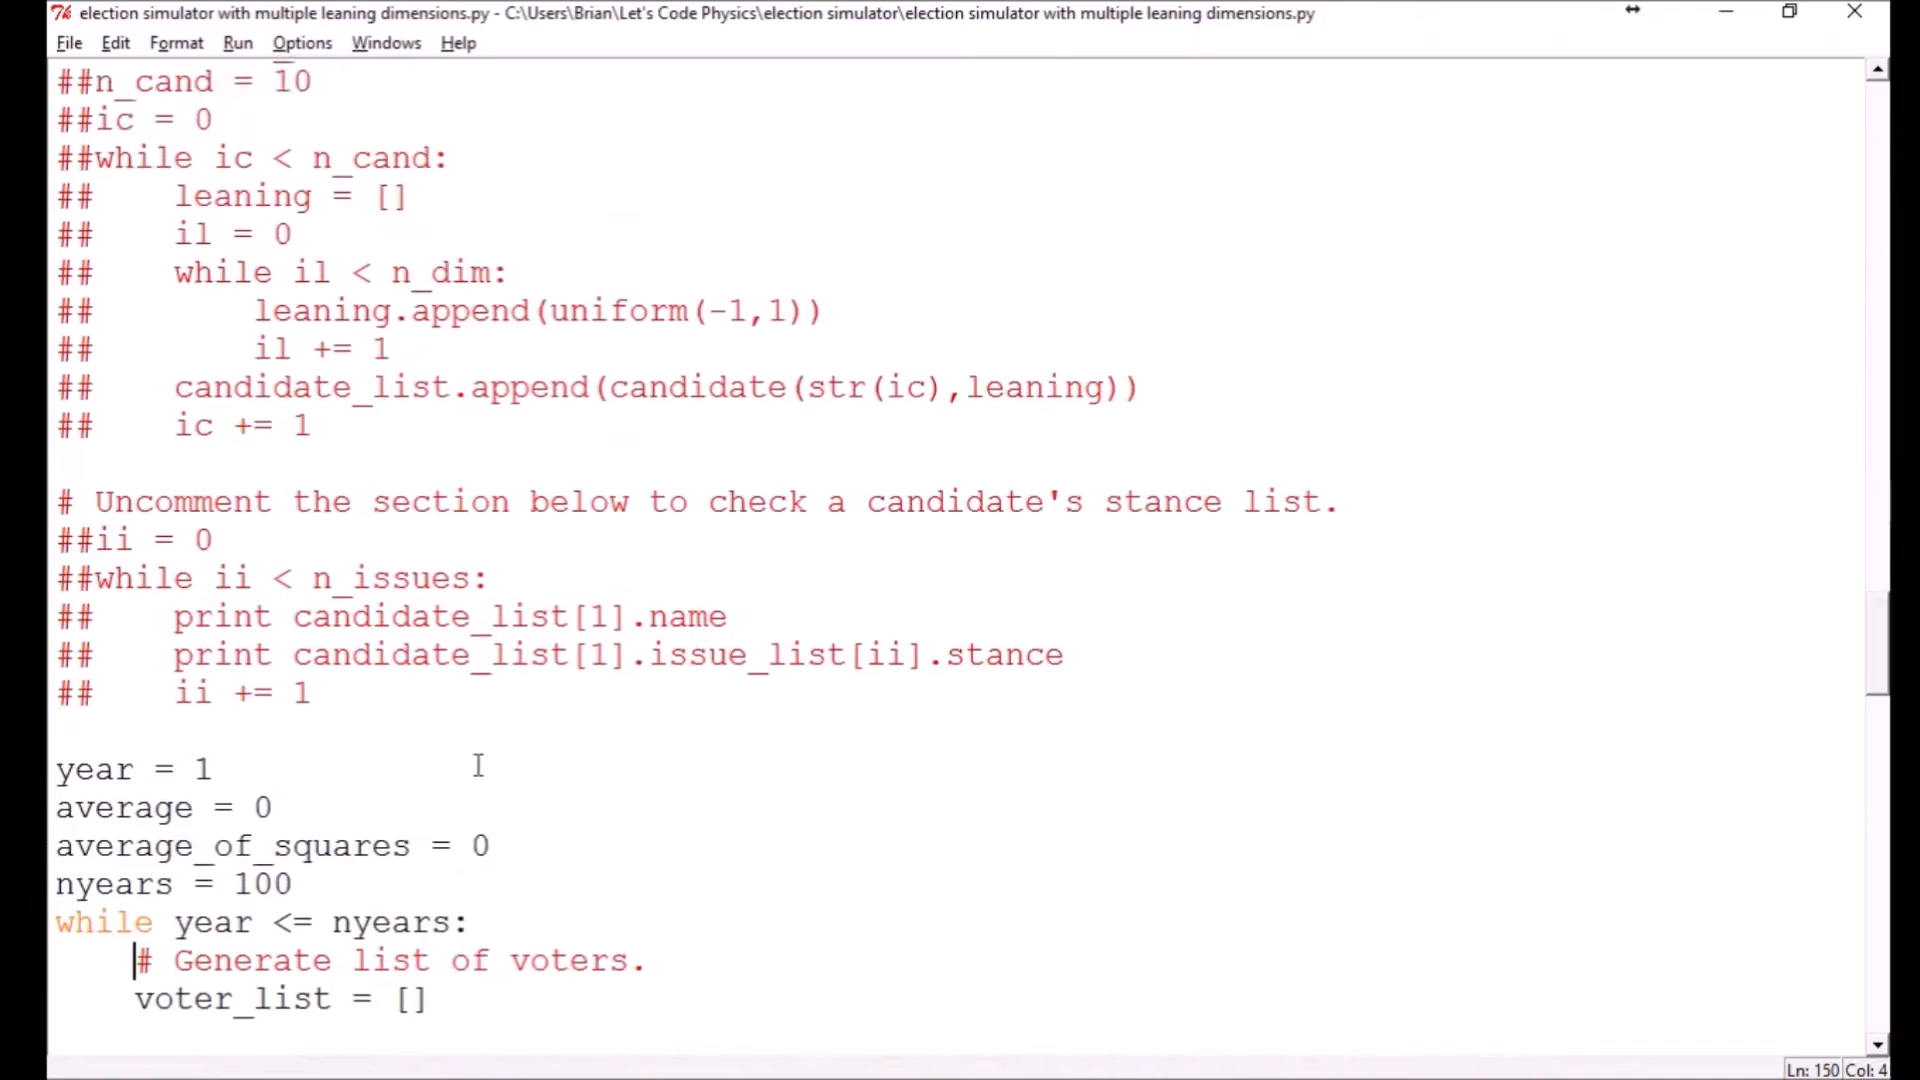 election simulator with multiple leaning dimensions.py - C:\Users\Brian\Let's Code Physics\election simulator\election simulator with multiple leaning dimensions.py
File Edit Format Run Options Windows Help
##n_cand = 10
##ic = 0
##while ic < n_cand:
##    leaning = []
##    il = 0
##    while il < n_dim:
##        leaning.append(uniform(-1,1))
##        il += 1
##    candidate_list.append(candidate(str(ic),leaning))
##    ic += 1
# Uncomment the section below to check a candidate's stance list.
##ii = 0
##while ii < n_issues:
##    print candidate_list[1].name
##    print candidate_list[1].issue_list[ii].stance
##    ii += 1
year = 1
average = 0
average_of_squares = 0
nyears = 100
while year <= nyears:
    # Generate list of voters.
    voter_list = []
Ln: 150 Col: 4